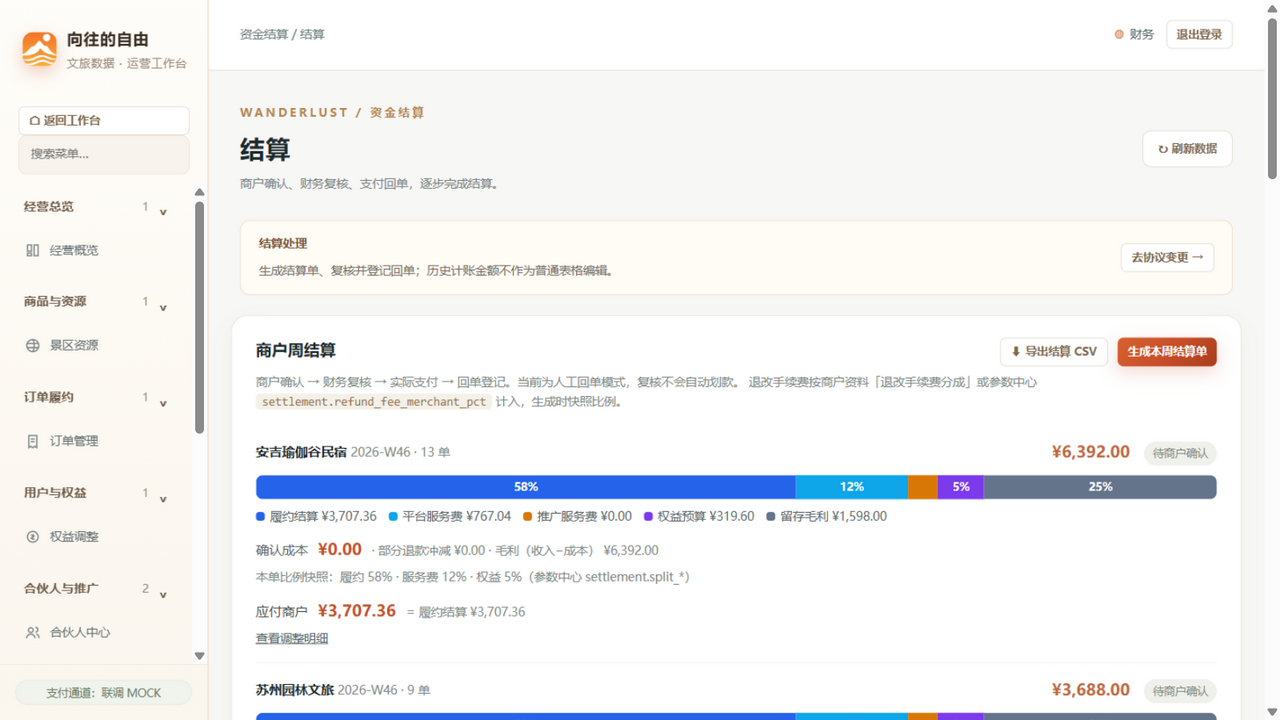 向往的自由
文旅数据 · 运营工作台
返回工作台
搜索菜单...
经营总览 1
经营概览
商品与资源 1
景区资源
订单履约 1
订单管理
用户与权益 1
权益调整
合伙人与推广 2
合伙人中心
支付通道：联调 MOCK
资金结算 / 结算
财务 退出登录
WANDERLUST / 资金结算
结算
商户确认、财务复核、支付回单，逐步完成结算。
↻ 刷新数据
结算处理
生成结算单、复核并登记回单；历史计账金额不作为普通表格编辑。
去协议变更 →
商户周结算
⬇ 导出结算 CSV 生成本周结算单
商户确认 → 财务复核 → 实际支付 → 回单登记。当前为人工回单模式，复核不会自动划款。 退改手续费按商户资料「退改手续费分成」或参数中心
settlement.refund_fee_merchant_pct 计入，生成时快照比例。
安吉瑜伽谷民宿 2026-W46 · 13 单 ¥6,392.00 待商户确认
58% 12% 5% 25%
履约结算 ¥3,707.36 平台服务费 ¥767.04 推广服务费 ¥0.00 权益预算 ¥319.60 留存毛利 ¥1,598.00
确认成本 ¥0.00 · 部分退款冲减 ¥0.00 · 毛利（收入−成本） ¥6,392.00
本单比例快照：履约 58% · 服务费 12% · 权益 5%（参数中心 settlement.split_*）
应付商户 ¥3,707.36 = 履约结算 ¥3,707.36
查看调整明细
苏州园林文旅 2026-W46 · 9 单 ¥3,688.00 待商户确认